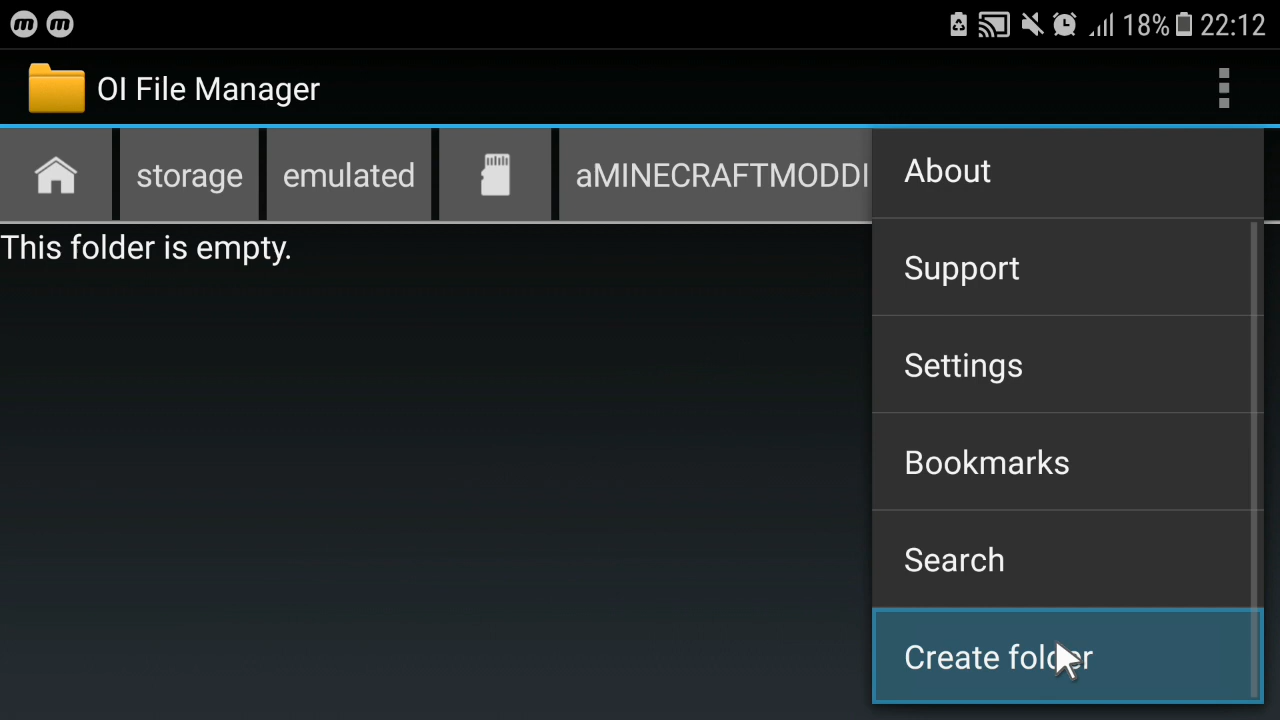 18% 22:12
OI File Manager
storage emulated aMINECRAFTMODDI
This folder is empty.
About
Support
Settings
Bookmarks
Search
Create folder